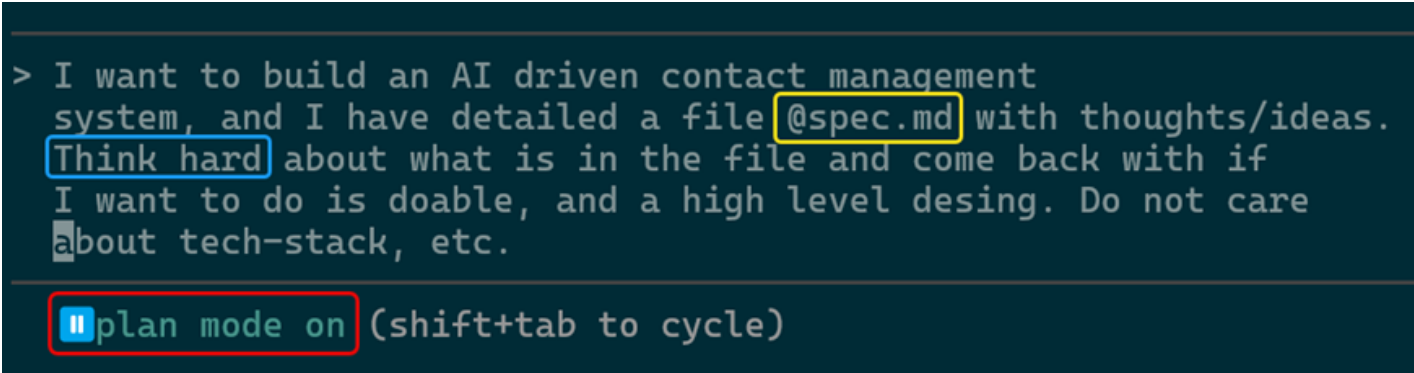 > I want to build an AI driven contact management
system, and I have detailed a file @spec.md with thoughts/ideas.
Think hard about what is in the file and come back with if
I want to do is doable, and a high level desing. Do not care
about tech-stack, etc.
⏸plan mode on (shift+tab to cycle)